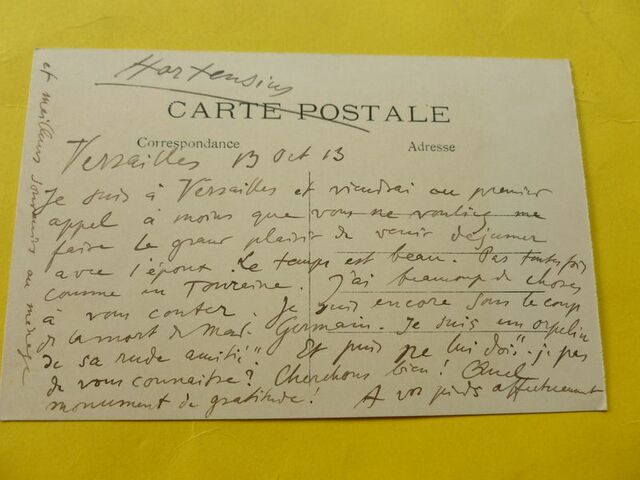 Hortensius
CARTE POSTALE
Correspondance
Adresse
Versailles 13 Oct 13
Je suis à Versailles et viendrai au premier
appel à moins que vous ne vouliez me
faire le grand plaisir de venir déjeuner
avec l'époux. Le temps est beau. Pas toutefois
comme en Touraine. J'ai beaucoup de choses
à vous conter. Je suis encore sous le coup
de la mort de Mad. Germain. Je suis un orphelin
de sa rude amitié! Et puis ne lui dois-je pas
de vous connaître? Cherchons bien! Quel
monument de gratitude! A vos pieds affectueusement
et meilleurs souvenirs au ménage